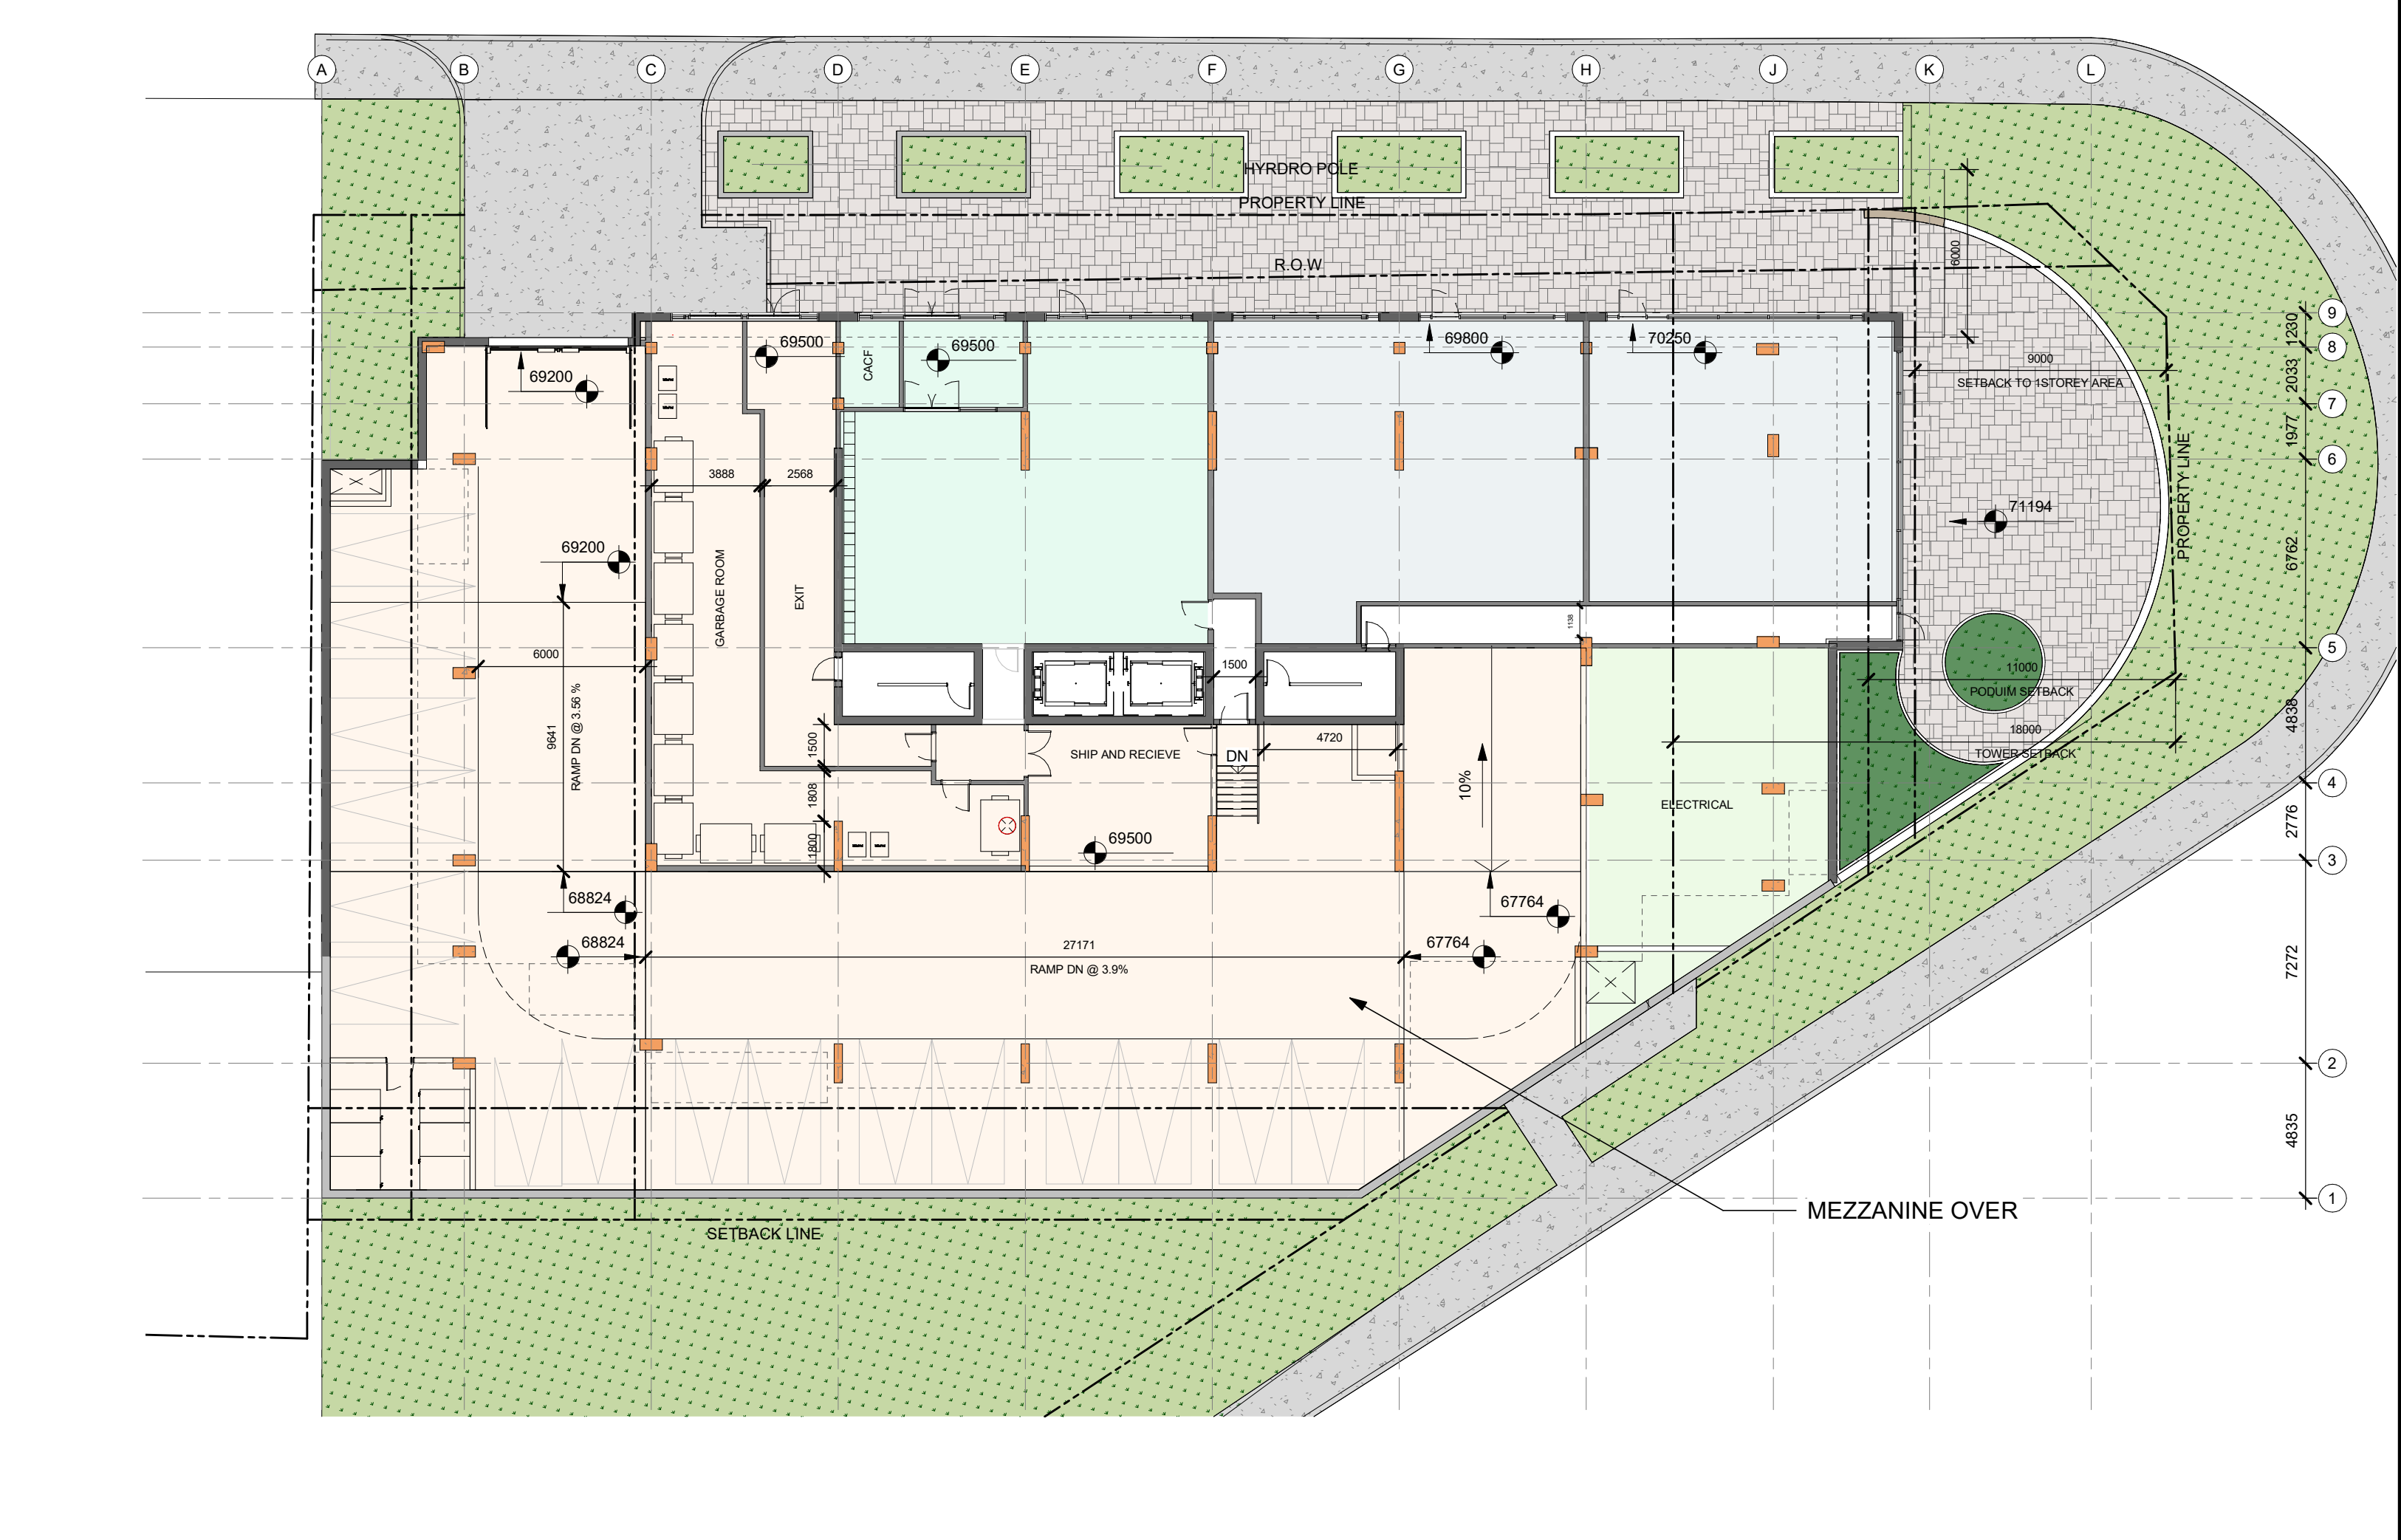 A B C D E F G H J K L
HYRDRO POLE
PROPERTY LINE
R.O.W
6000
9
1230
8
2033
7
1977
6
6762
5
4838
4
2776
3
7272
2
4835
1
69200
69500
CACF
69500
69800
70250
9000
SETBACK TO 1STOREY AREA
PROPERTY LINE
3888
2568
71194
69200
GARBAGE ROOM
EXIT
1138
6000
9641
RAMP DN @ 3.56 %
1500
11000
PODUIM SETBACK
18000
TOWER SETBACK
1500
SHIP AND RECIEVE
DN
4720
10%
1808
1800
ELECTRICAL
69500
68824
67764
68824
27171
RAMP DN @ 3.9%
67764
MEZZANINE OVER
SETBACK LINE